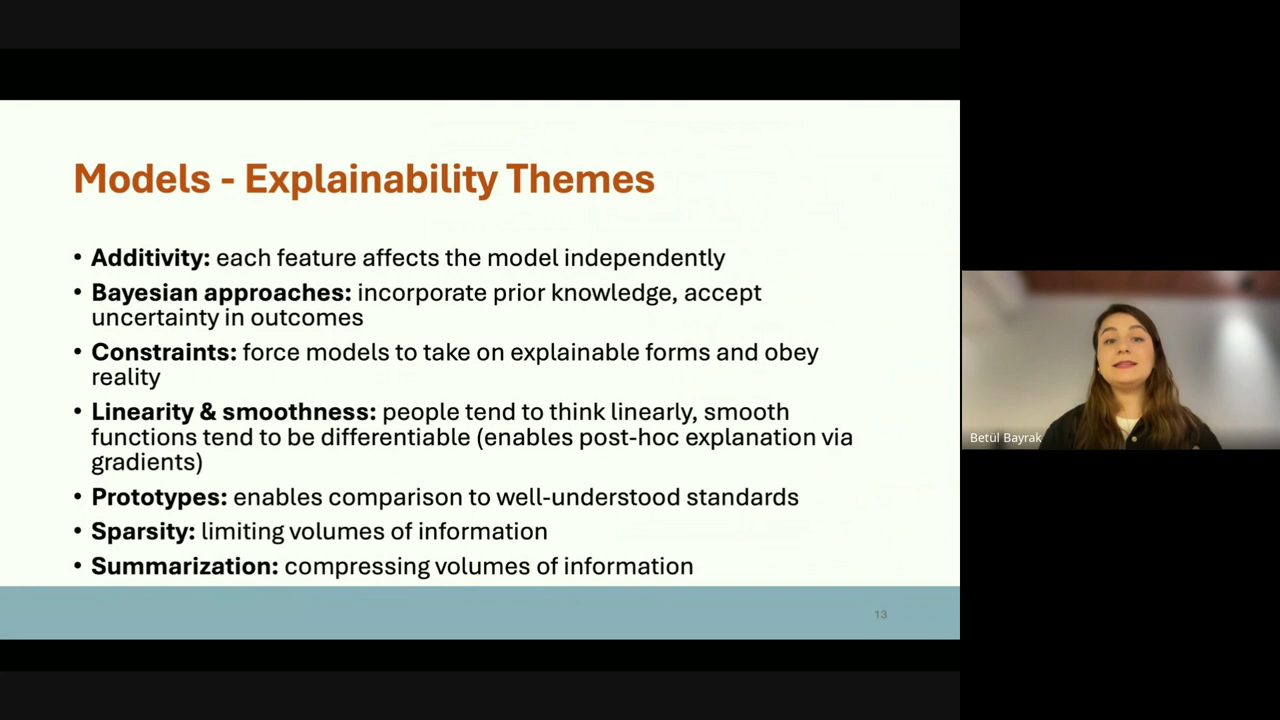 Models - Explainability Themes
• Additivity: each feature affects the model independently
• Bayesian approaches: incorporate prior knowledge, accept
uncertainty in outcomes
• Constraints: force models to take on explainable forms and obey
reality
• Linearity & smoothness: people tend to think linearly, smooth
functions tend to be differentiable (enables post-hoc explanation via
gradients)
• Prototypes: enables comparison to well-understood standards
• Sparsity: limiting volumes of information
• Summarization: compressing volumes of information
13
Betül Bayrak